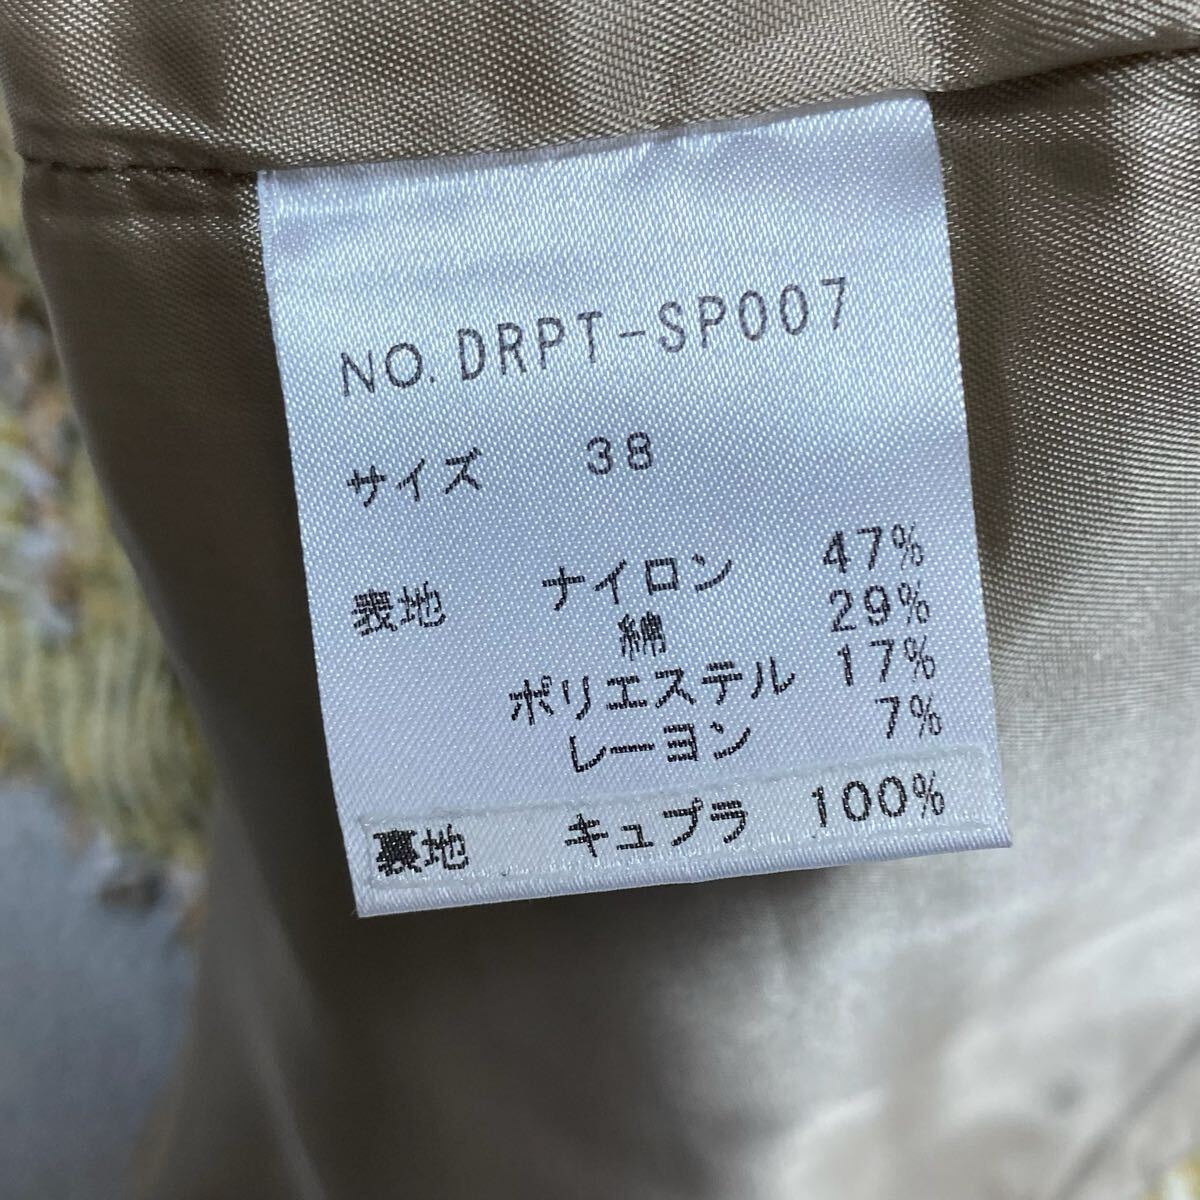 NO. DRPT-SP007
サイズ 38
表地 ナイロン 47%
綿 29%
ポリエステル 17%
レーヨン 7%
裏地 キュプラ 100%